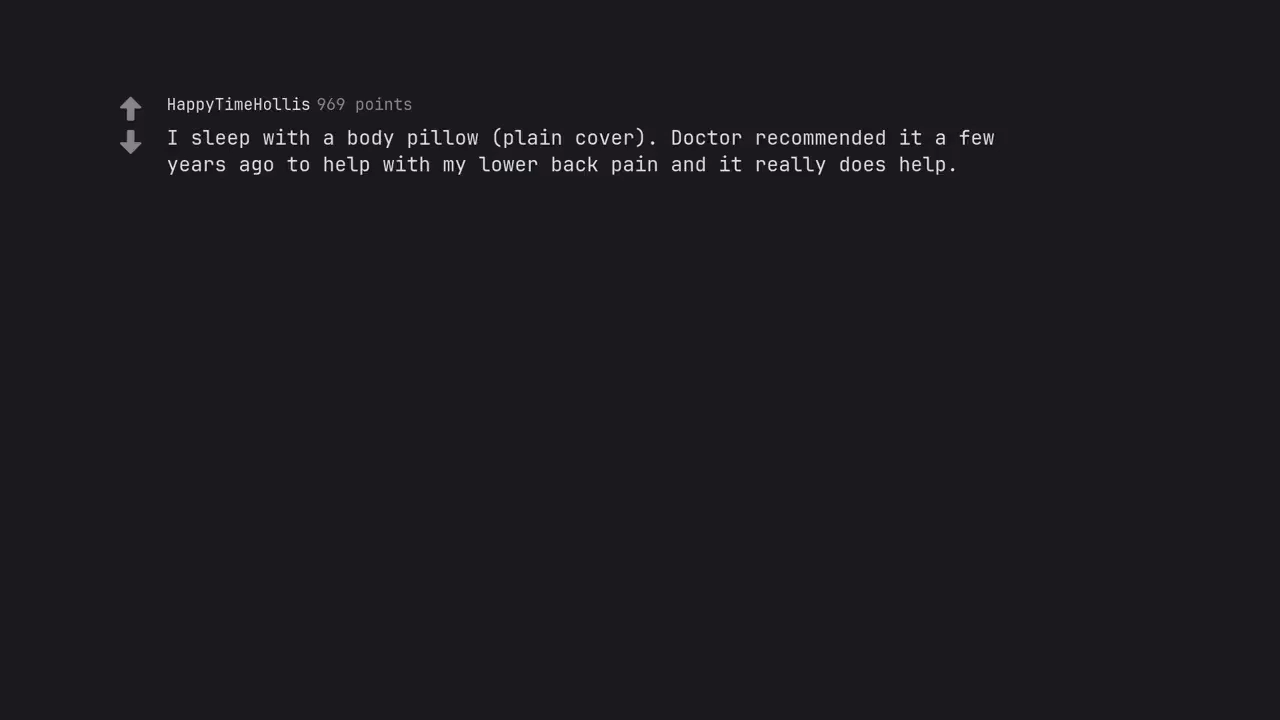 HappyTimeHollis 969 points
I sleep with a body pillow (plain cover). Doctor recommended it a few
years ago to help with my lower back pain and it really does help.